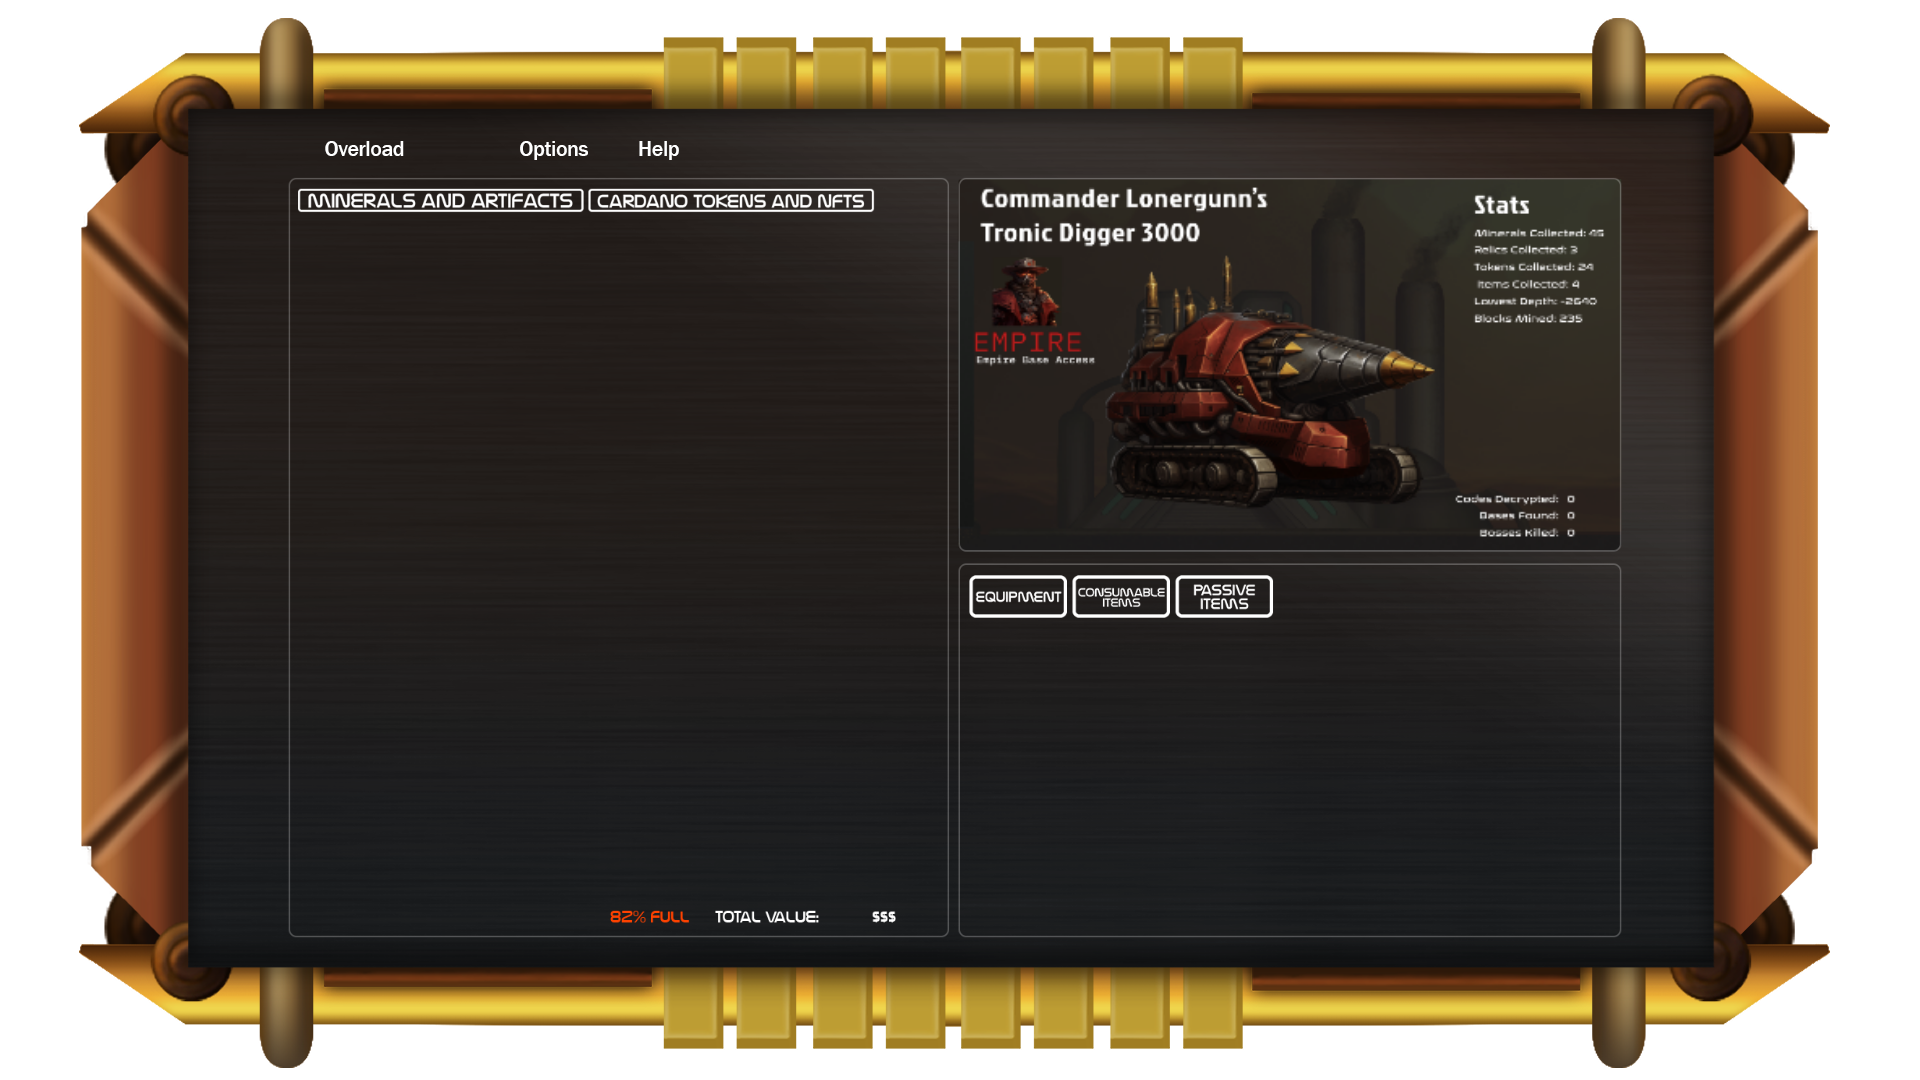 Overload Options Help
MINERALS AND ARTIFACTS CARDANO TOKENS AND NFTS
Commander Lonergunn's
Tronic Digger 3000
EMPIRE
Empire Base Access
Stats
Minerals Collected: 45
Relics Collected: 3
Tokens Collected: 24
Items Collected: 4
Lowest Depth: -2640
Blocks Mined: 235
Codes Decrypted: 0
Bases Found: 0
Bosses Killed: 0
EQUIPMENT
CONSUMABLE
ITEMS
PASSIVE
ITEMS
82% FULL TOTAL VALUE: $$$